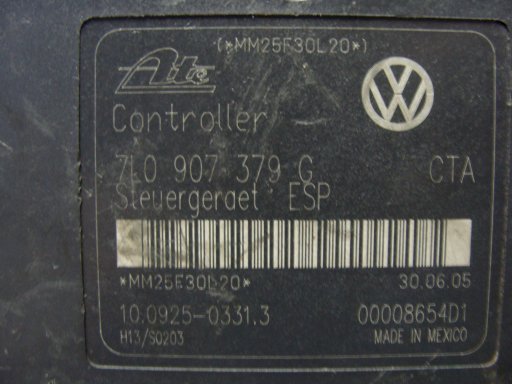 (*MM25F30L20*)
Ate
Controller
7L0 907 379 G CTA
Steuergeraet ESP
*MM25F30L20* 30.06.05
10.0925-0331.3 00008654D1
H13/S0203 MADE IN MEXICO